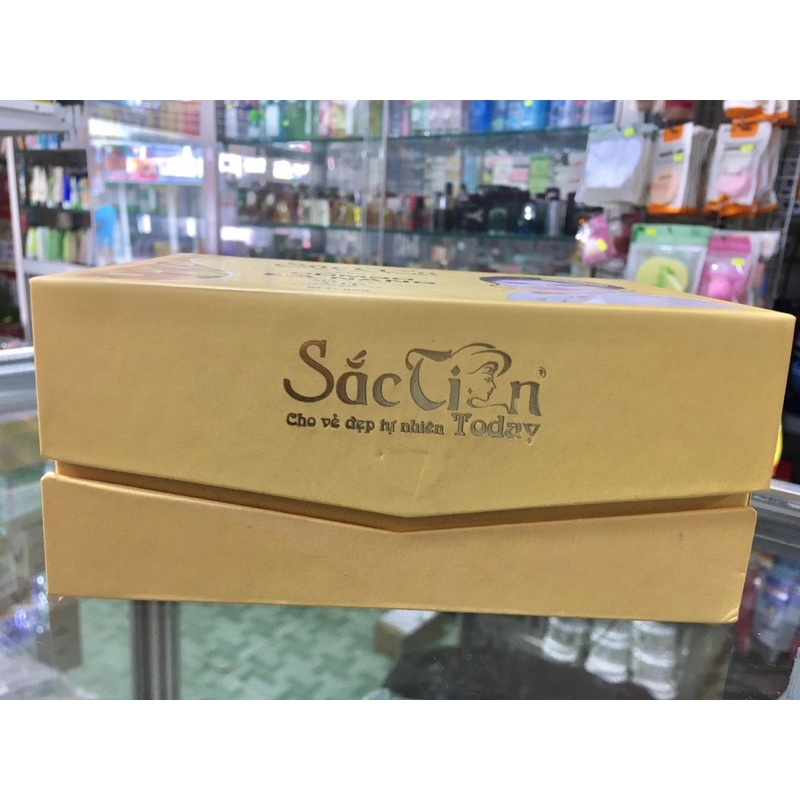 SắcTiên
Cho vẻ đẹp tự nhiên Today